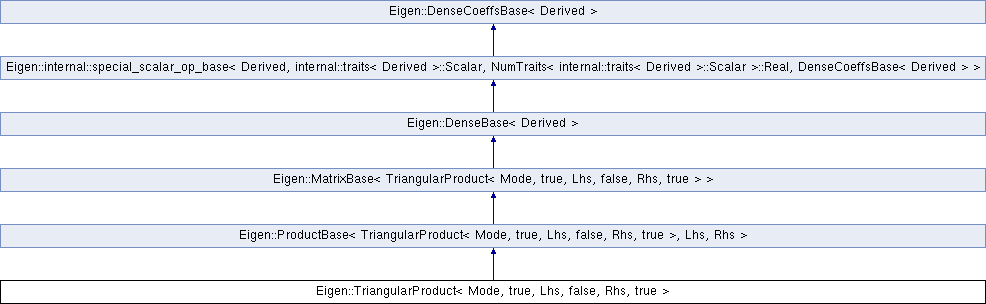 Eigen::DenseCoeffsBase< Derived >
Eigen::internal::special_scalar_op_base< Derived, internal::traits< Derived >::Scalar, NumTraits< internal::traits< Derived >::Scalar >::Real, DenseCoeffsBase< Derived > >
Eigen::DenseBase< Derived >
Eigen::MatrixBase< TriangularProduct< Mode, true, Lhs, false, Rhs, true > >
Eigen::ProductBase< TriangularProduct< Mode, true, Lhs, false, Rhs, true >, Lhs, Rhs >
Eigen::TriangularProduct< Mode, true, Lhs, false, Rhs, true >